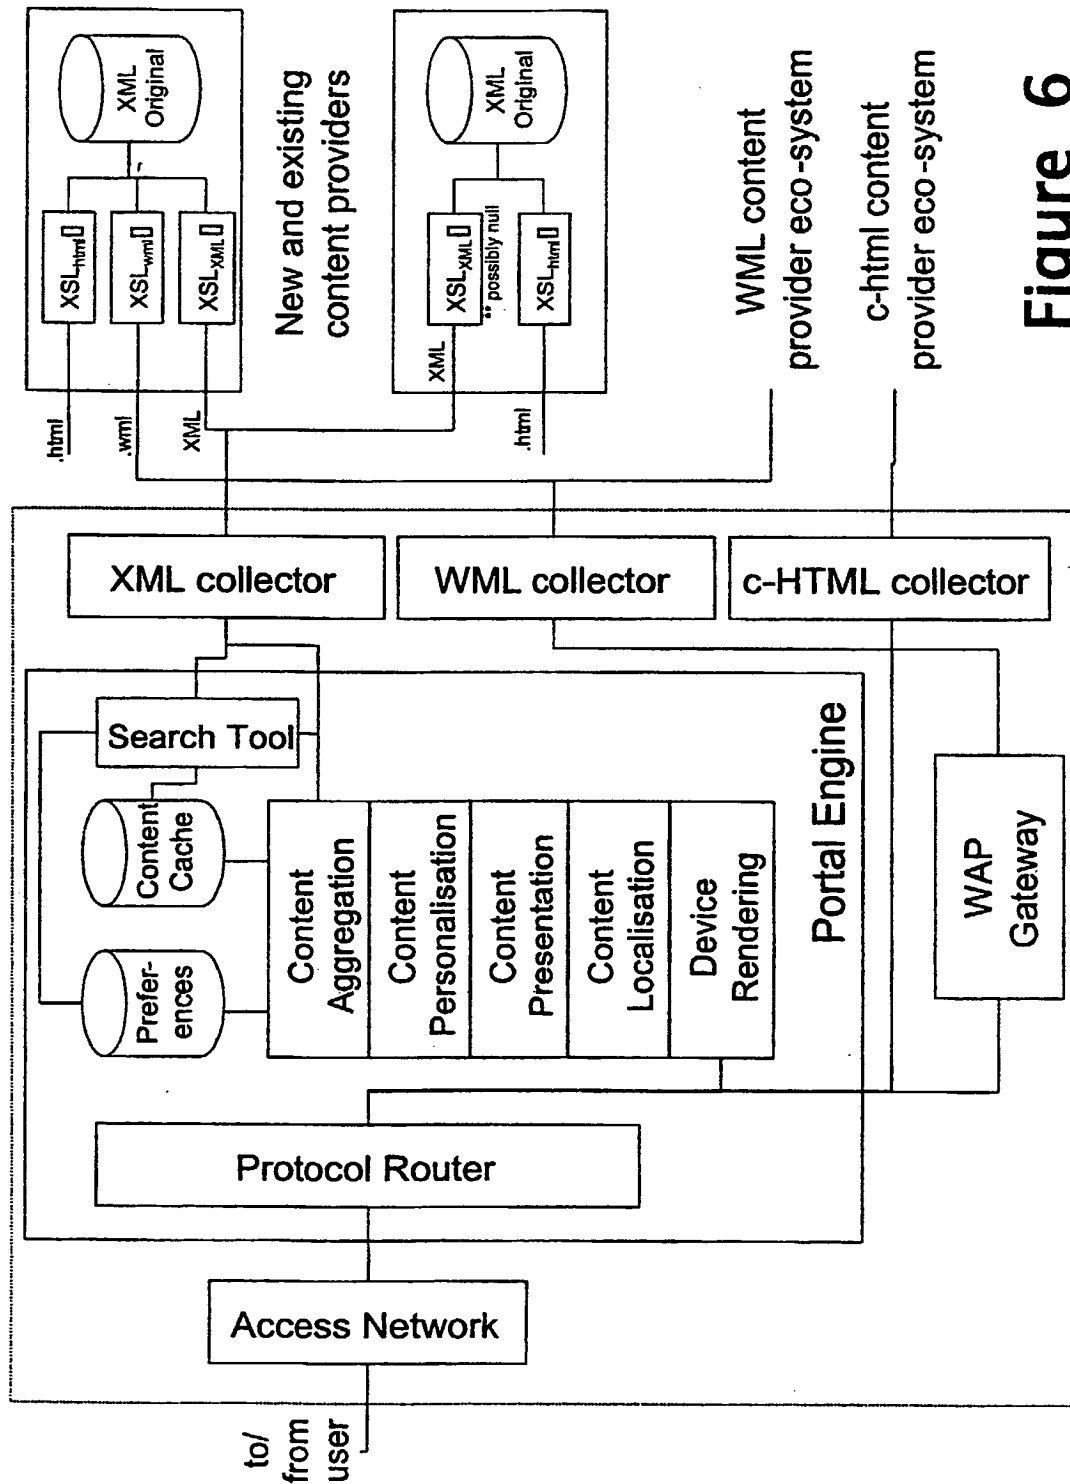 XML
Original
XSLhtml[]
XSLwml[]
XSLXML[]
.html
.wml
XML
New and existing
content providers
XML
Original
XSLXML[]
** possibly null
XSLhtml[]
XML
.html
WML content
provider eco-system
c-html content
provider eco-system
XML collector
WML collector
c-HTML collector
Search Tool
Content
Cache
Prefer-
ences
Content
Aggregation
Content
Personalisation
Content
Presentation
Content
Localisation
Device
Rendering
Portal Engine
WAP
Gateway
Protocol Router
Access Network
to/
from
user
Figure 6